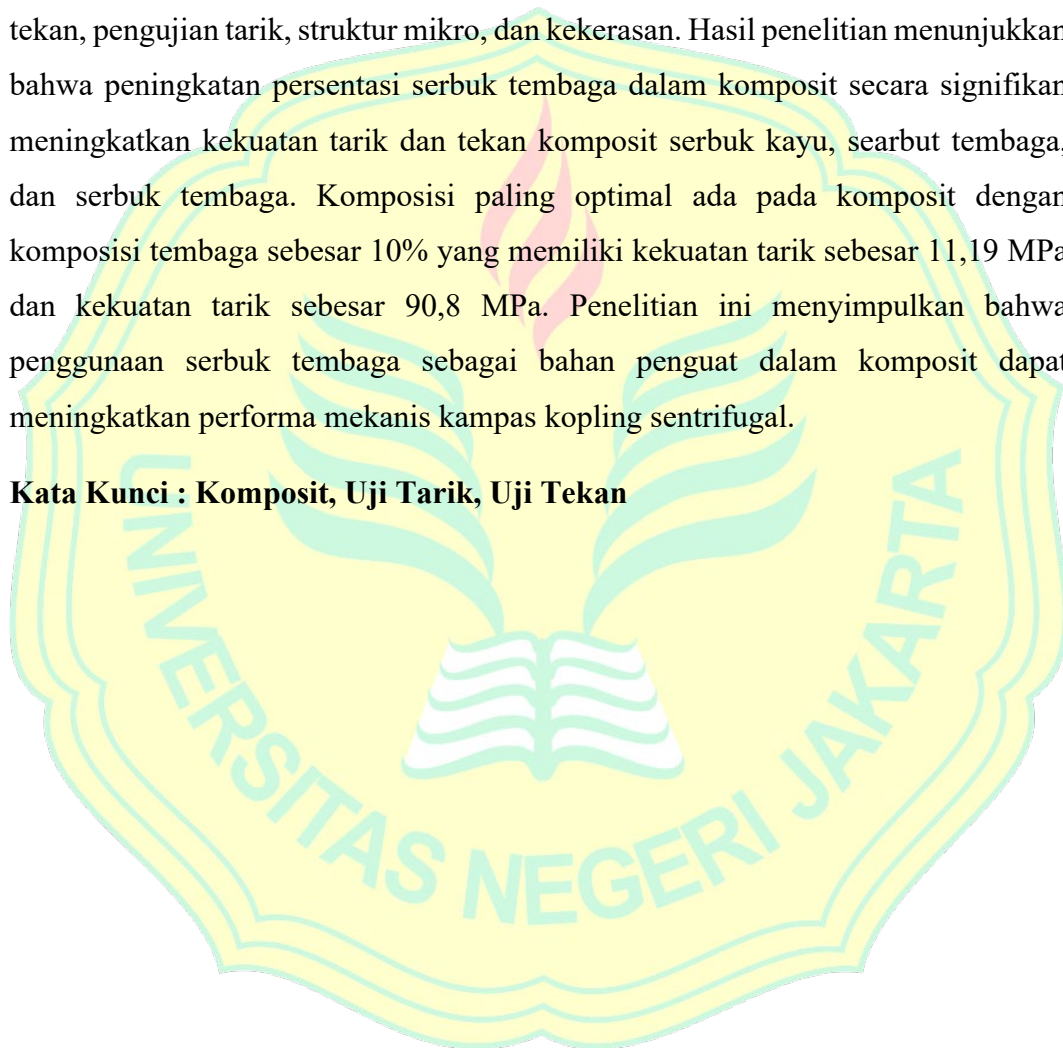 tekan, pengujian tarik, struktur mikro, dan kekerasan. Hasil penelitian menunjukkan
bahwa peningkatan persentasi serbuk tembaga dalam komposit secara signifikan
meningkatkan kekuatan tarik dan tekan komposit serbuk kayu, searbut tembaga,
dan serbuk tembaga. Komposisi paling optimal ada pada komposit dengan
komposisi tembaga sebesar 10% yang memiliki kekuatan tarik sebesar 11,19 MPa
dan kekuatan tarik sebesar 90,8 MPa. Penelitian ini menyimpulkan bahwa
penggunaan serbuk tembaga sebagai bahan penguat dalam komposit dapat
meningkatkan performa mekanis kampas kopling sentrifugal.
Kata Kunci : Komposit, Uji Tarik, Uji Tekan
UNIVERSITAS NEGERI JAKARTA